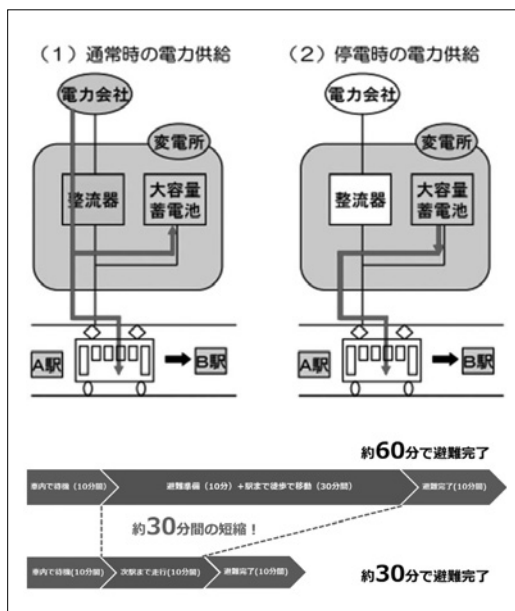 （1）通常時の電力供給
電力会社
変電所
整流器
大容量
蓄電池
A駅
B駅
（2）停電時の電力供給
電力会社
変電所
整流器
大容量
蓄電池
A駅
B駅
約60分で避難完了
車内で待機（10分間）
避難準備（10分）＋駅まで徒歩で移動（30分間）
避難完了(10分間)
約30分間の短縮！
車内で待機(10分間)
次駅まで走行(10分間)
避難完了(10分間)
約30分で避難完了